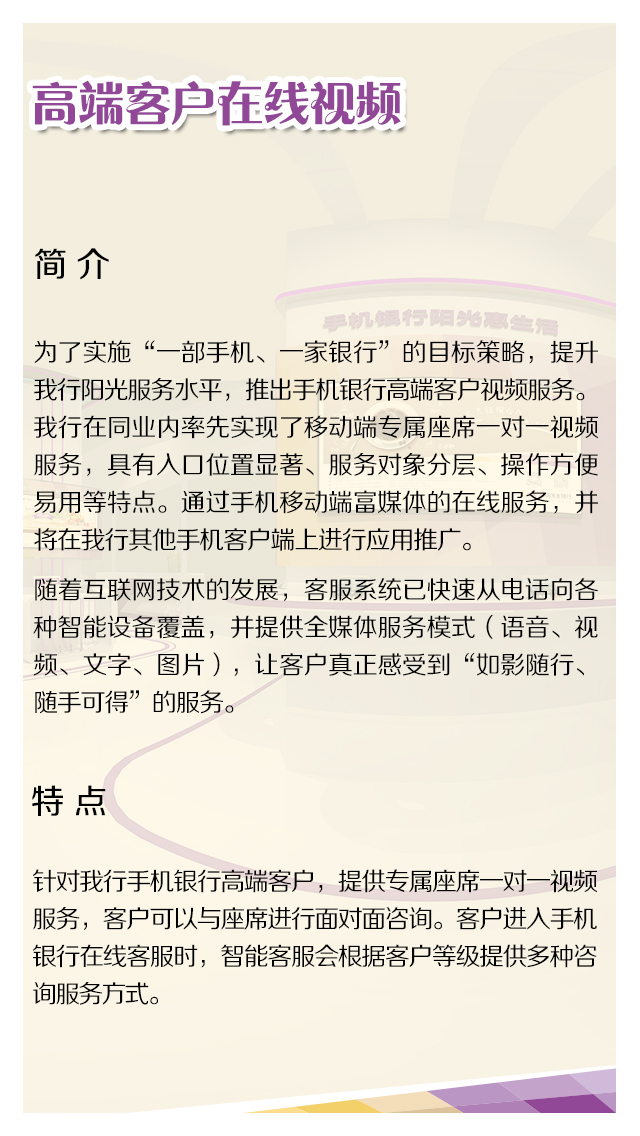 高端客户在线视频
手机银行阳光惠生活
简 介
为了实施“一部手机、一家银行”的目标策略，提升
我行阳光服务水平，推出手机银行高端客户视频服务。
我行在同业内率先实现了移动端专属座席一对一视频
服务，具有入口位置显著、服务对象分层、操作方便
易用等特点。通过手机移动端富媒体的在线服务，并
将在我行其他手机客户端上进行应用推广。
随着互联网技术的发展，客服系统已快速从电话向各
种智能设备覆盖，并提供全媒体服务模式（语音、视
频、文字、图片），让客户真正感受到“如影随行、
随手可得”的服务。
特 点
针对我行手机银行高端客户，提供专属座席一对一视频
服务，客户可以与座席进行面对面咨询。客户进入手机
银行在线客服时，智能客服会根据客户等级提供多种咨
询服务方式。